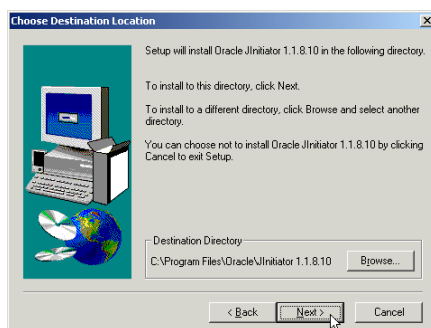 Choose Destination Location
Setup will install Oracle JInitiator 1.1.8.10 in the following directory.
To install to this directory, click Next.
To install to a different directory, click Browse and select another
directory.
You can choose not to install Oracle JInitiator 1.1.8.10 by clicking
Cancel to exit Setup.
Destination Directory
C:\Program Files\Oracle\JInitiator 1.1.8.10
Browse...
< Back
Next >
Cancel